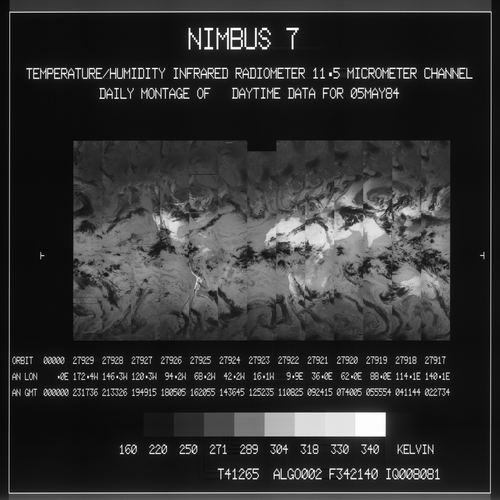 NIMBUS 7
TEMPERATURE/HUMIDITY INFRARED RADIOMETER 11.5 MICROMETER CHANNEL
DAILY MONTAGE OF DAYTIME DATA FOR 05MAY84
ORBIT 00000 27929 27928 27927 27926 27925 27924 27923 27922 27921 27920 27919 27918 27917
AN LON .0E 172.4W 146.3W 120.3W 94.2W 68.2W 42.2W 16.1W 9.9E 36.0E 62.0E 88.0E 114.1E 140.1E
AN GMT 000000 231736 213326 194915 180505 162055 143645 125235 110825 092415 074005 055554 041144 022734
160 220 250 271 289 304 318 330 340 KELVIN
T41265 ALGO002 F342140 IQ008081